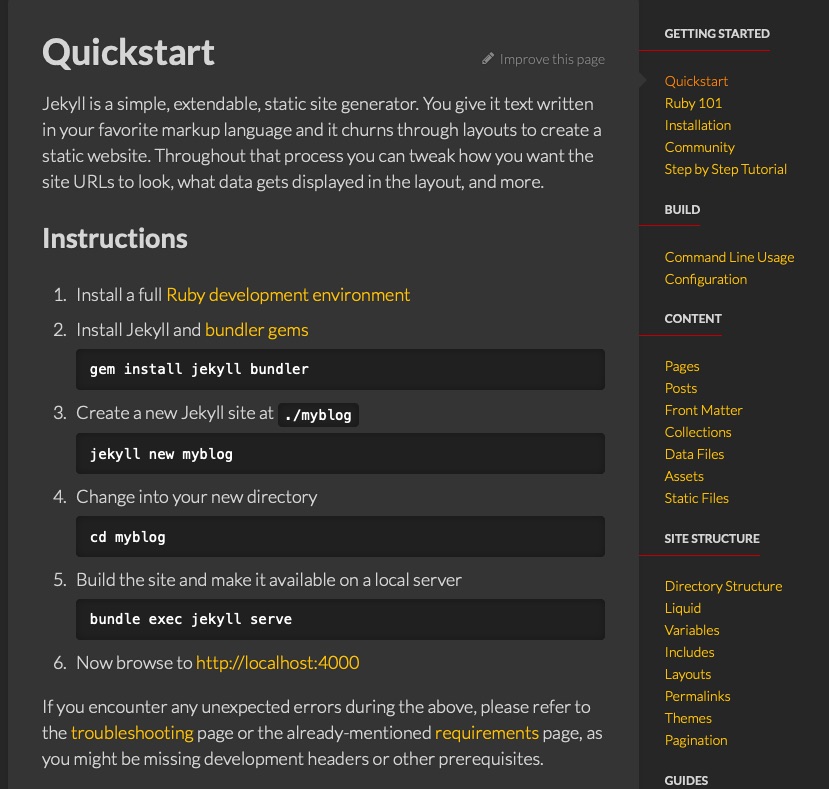 Quickstart
Improve this page
Jekyll is a simple, extendable, static site generator. You give it text written
in your favorite markup language and it churns through layouts to create a
static website. Throughout that process you can tweak how you want the
site URLs to look, what data gets displayed in the layout, and more.
Instructions
1. Install a full Ruby development environment
2. Install Jekyll and bundler gems
gem install jekyll bundler
3. Create a new Jekyll site at ./myblog
jekyll new myblog
4. Change into your new directory
cd myblog
5. Build the site and make it available on a local server
bundle exec jekyll serve
6. Now browse to http://localhost:4000
If you encounter any unexpected errors during the above, please refer to
the troubleshooting page or the already-mentioned requirements page, as
you might be missing development headers or other prerequisites.
GETTING STARTED
Quickstart
Ruby 101
Installation
Community
Step by Step Tutorial
BUILD
Command Line Usage
Configuration
CONTENT
Pages
Posts
Front Matter
Collections
Data Files
Assets
Static Files
SITE STRUCTURE
Directory Structure
Liquid
Variables
Includes
Layouts
Permalinks
Themes
Pagination
GUIDES